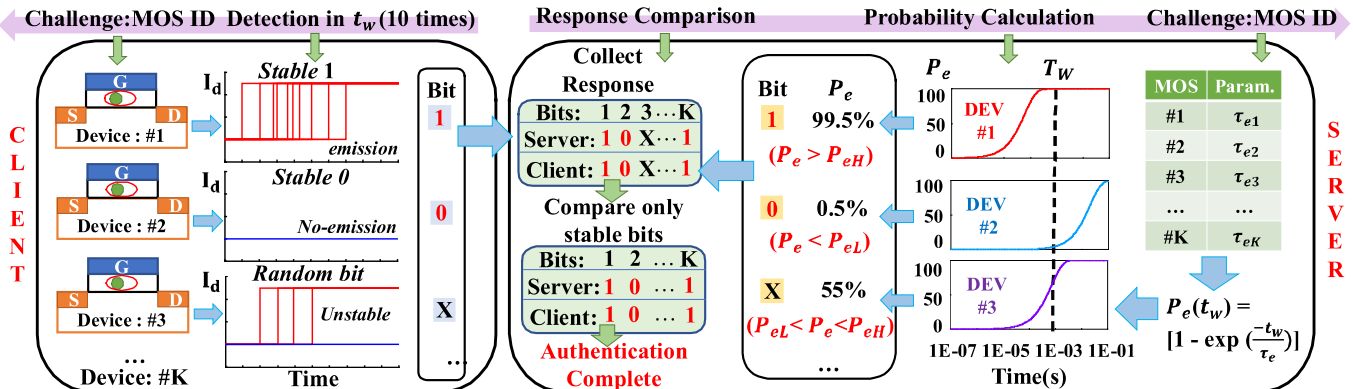 Challenge:MOS ID
Detection in t_w (10 times)
Response Comparison
Probability Calculation
Challenge:MOS ID
CLIENT
G
S
D
Device : #1
G
S
D
Device : #2
G
S
D
Device : #3
...
Device: #K
I_d
Stable 1
emission
I_d
Stable 0
No-emission
I_d
Random bit
Unstable
Time
Bit
1
0
X
...
Collect
Response
Bits: 1 2 3 ... K
Server: 1 0 X ... 1
Client: 1 0 X ... 1
Compare only
stable bits
Bits: 1 2 ... K
Server: 1 0 ... 1
Client: 1 0 ... 1
Authentication
Complete
Bit P_e
1 99.5%
(P_e > P_eH)
0 0.5%
(P_e < P_eL)
X 55%
(P_eL < P_e < P_eH)
...
P_e
T_W
100
50
0
DEV
#1
100
50
0
DEV
#2
100
50
0
DEV
#3
1E-07 1E-05 1E-03 1E-01
Time(s)
MOS Param.
#1 τ_e1
#2 τ_e2
#3 τ_e3
... ...
#K τ_eK
P_e(t_w) =
[1 - exp (-t_w/τ_e)]
SERVER